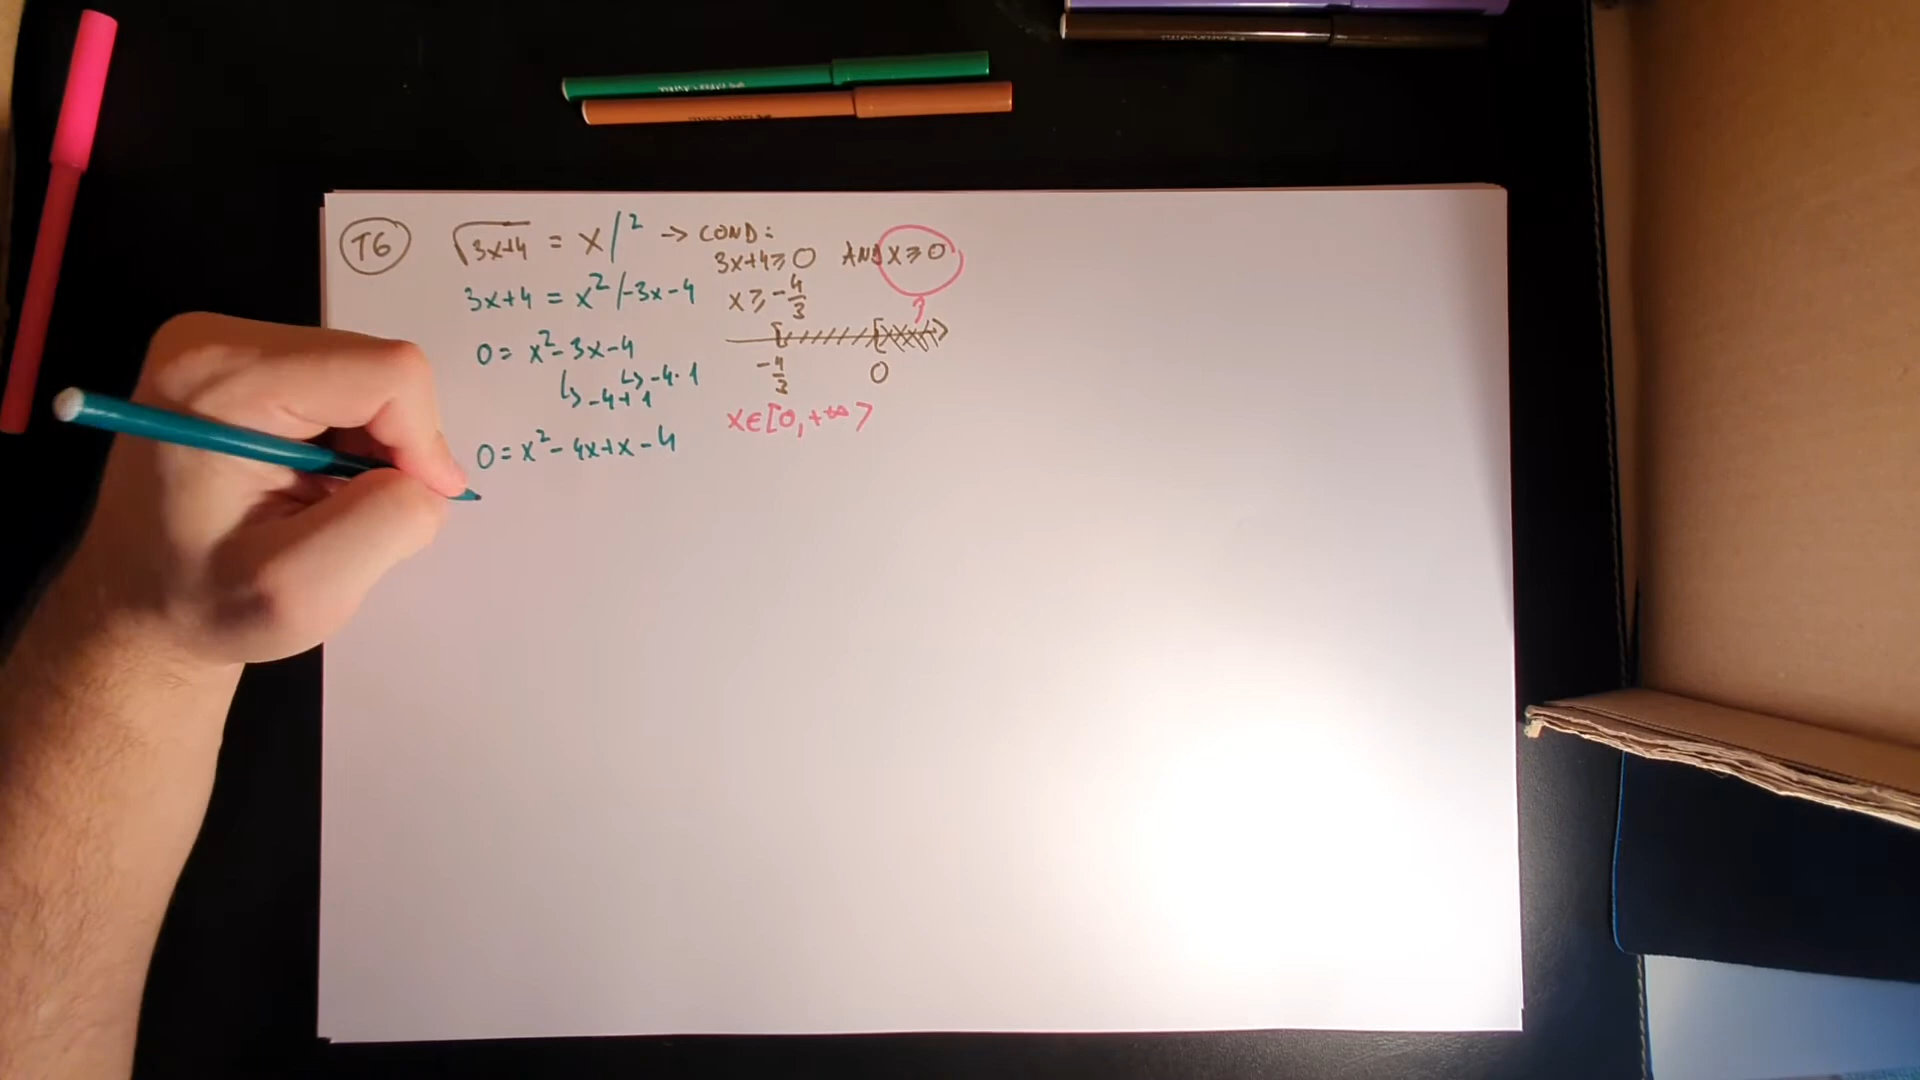 T6 √3x+4 = x /² → COND:
3x+4≥0 AND x≥0
3x+4 = x² /-3x-4 x≥-4/3
0 = x²-3x-4
↳ -4·1
↳ -4+1
-4/3 0
x∈[0,+∞>
0=x²-4x+x-4